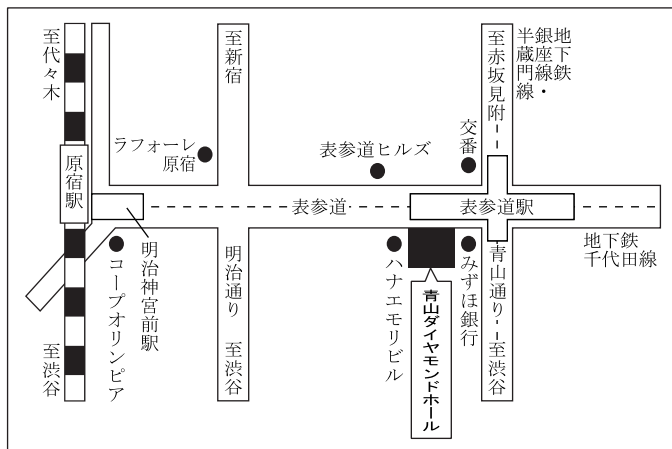 至代々木
原宿駅
至渋谷
ラフォーレ
原宿
コープオリンピア
明治神宮前駅
至新宿
明治通り
至渋谷
表参道
表参道ヒルズ
ハナエモリビル
青山ダイヤモンドホール
みずほ銀行
交番
至赤坂見附
表参道駅
青山通り
至渋谷
地下鉄
銀座線・
半蔵門線
地下鉄
千代田線